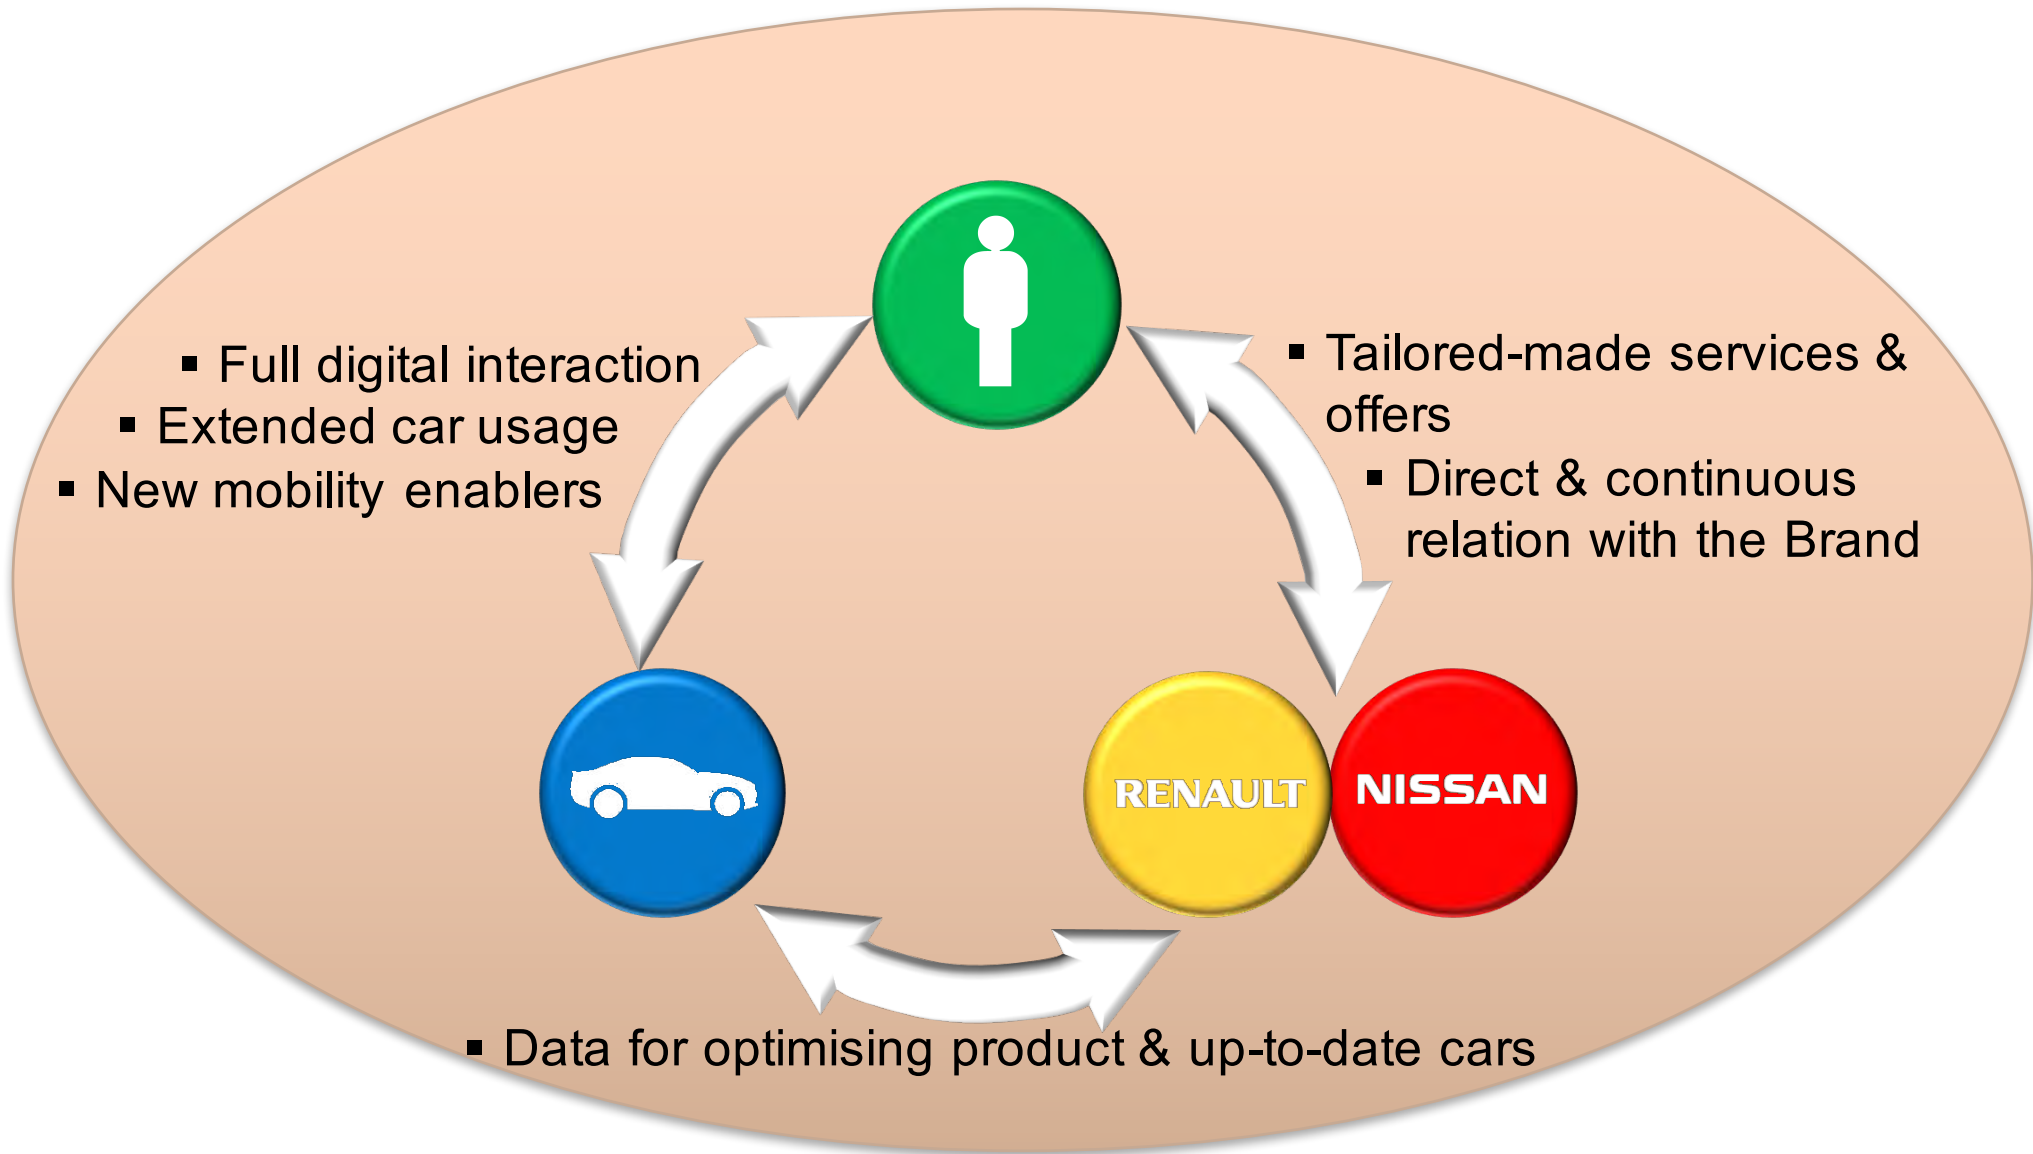 ▪ Full digital interaction
▪ Extended car usage
▪ New mobility enablers
▪ Tailored-made services &
offers
▪ Direct & continuous
relation with the Brand
RENAULT
NISSAN
▪ Data for optimising product & up-to-date cars